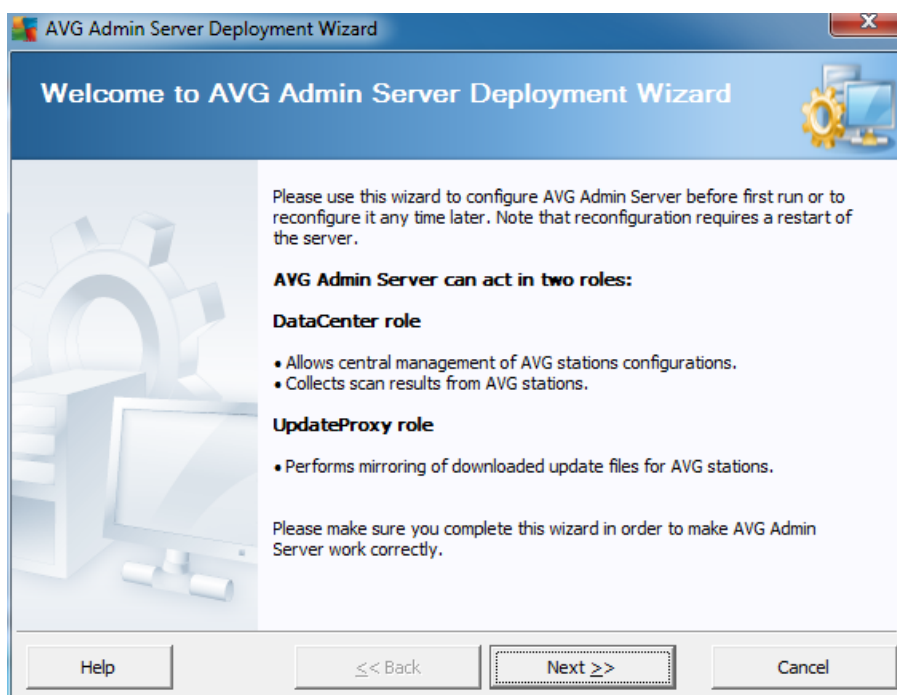 AVG Admin Server Deployment Wizard
Welcome to AVG Admin Server Deployment Wizard
Please use this wizard to configure AVG Admin Server before first run or to
reconfigure it any time later. Note that reconfiguration requires a restart of
the server.
AVG Admin Server can act in two roles:
DataCenter role
• Allows central management of AVG stations configurations.
• Collects scan results from AVG stations.
UpdateProxy role
• Performs mirroring of downloaded update files for AVG stations.
Please make sure you complete this wizard in order to make AVG Admin
Server work correctly.
Help
<< Back
Next >>
Cancel